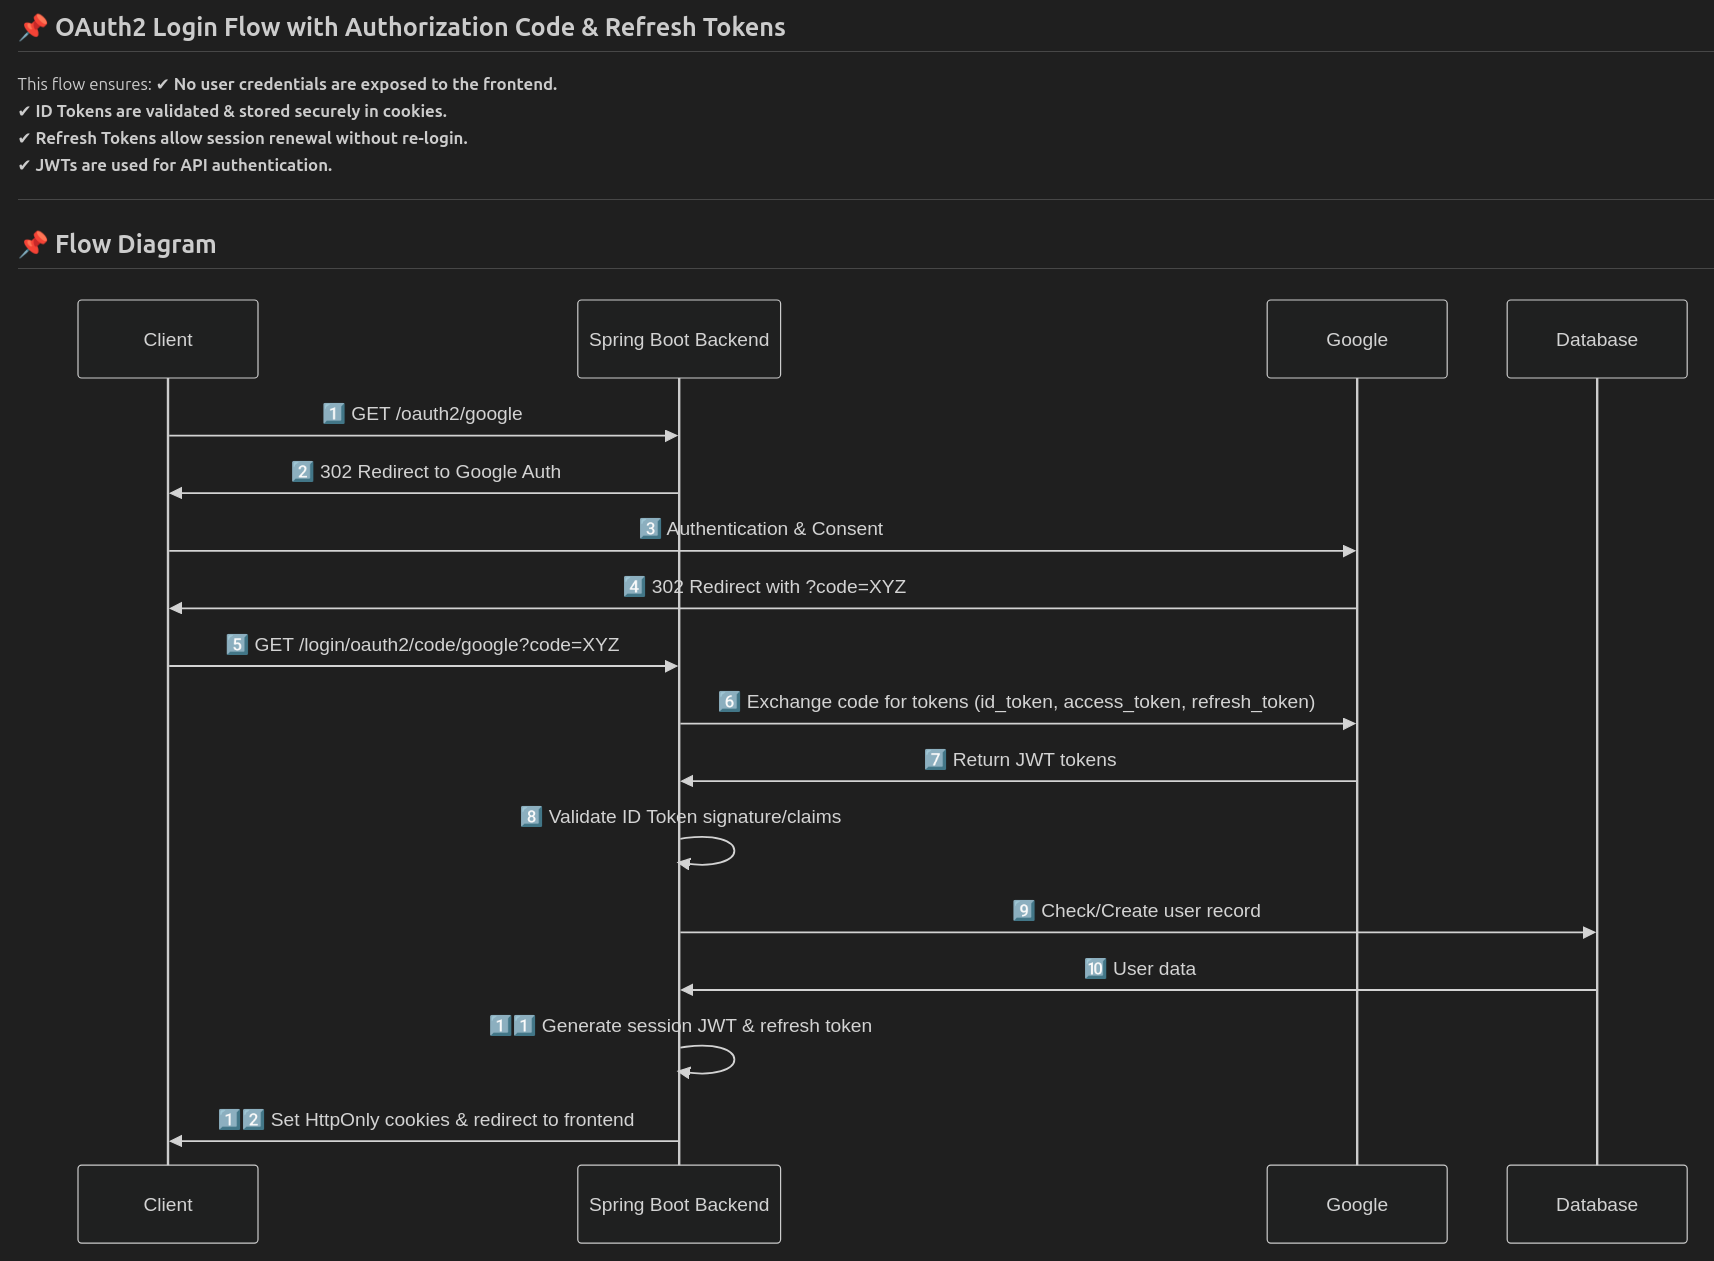 📌 OAuth2 Login Flow with Authorization Code & Refresh Tokens
This flow ensures: ✔ No user credentials are exposed to the frontend.
✔ ID Tokens are validated & stored securely in cookies.
✔ Refresh Tokens allow session renewal without re-login.
✔ JWTs are used for API authentication.
📌 Flow Diagram
Client
Spring Boot Backend
Google
Database
1️⃣ GET /oauth2/google
2️⃣ 302 Redirect to Google Auth
3️⃣ Authentication & Consent
4️⃣ 302 Redirect with ?code=XYZ
5️⃣ GET /login/oauth2/code/google?code=XYZ
6️⃣ Exchange code for tokens (id_token, access_token, refresh_token)
7️⃣ Return JWT tokens
8️⃣ Validate ID Token signature/claims
9️⃣ Check/Create user record
🔟 User data
1️⃣1️⃣ Generate session JWT & refresh token
1️⃣2️⃣ Set HttpOnly cookies & redirect to frontend
Client
Spring Boot Backend
Google
Database